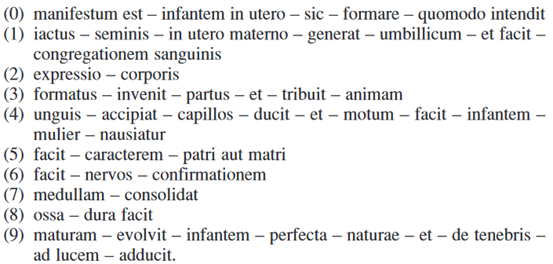 (0) manifestum est – infantem in utero – sic – formare – quomodo intendit
(1) iactus – seminis – in utero materno – generat – umbillicum – et facit –
congregationem sanguinis
(2) expressio – corporis
(3) formatus – invenit – partus – et – tribuit – animam
(4) unguis – accipiat – capillos – ducit – et – motum – facit – infantem –
mulier – nausiatur
(5) facit – caracterem – patri aut matri
(6) facit – nervos – confirmationem
(7) medullam – consolidat
(8) ossa – dura facit
(9) maturam – evolvit – infantem – perfecta – naturae – et – de tenebris –
ad lucem – adducit.